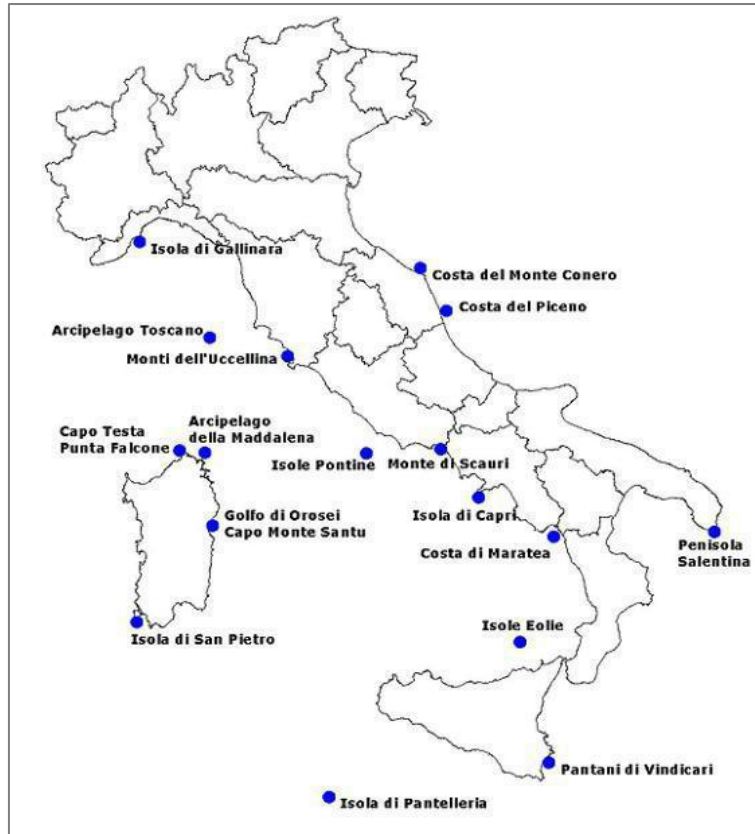 Isola di Gallinara
Costa del Monte Conero
Costa del Piceno
Arcipelago Toscano
Monti dell'Uccellina
Capo Testa
Punta Falcone
Arcipelago
della Maddalena
Isole Pontine
Monte di Scauri
Isola di Capri
Golfo di Orosei
Capo Monte Santu
Costa di Maratea
Penisola
Salentina
Isola di San Pietro
Isole Eolie
Pantani di Vindicari
Isola di Pantelleria